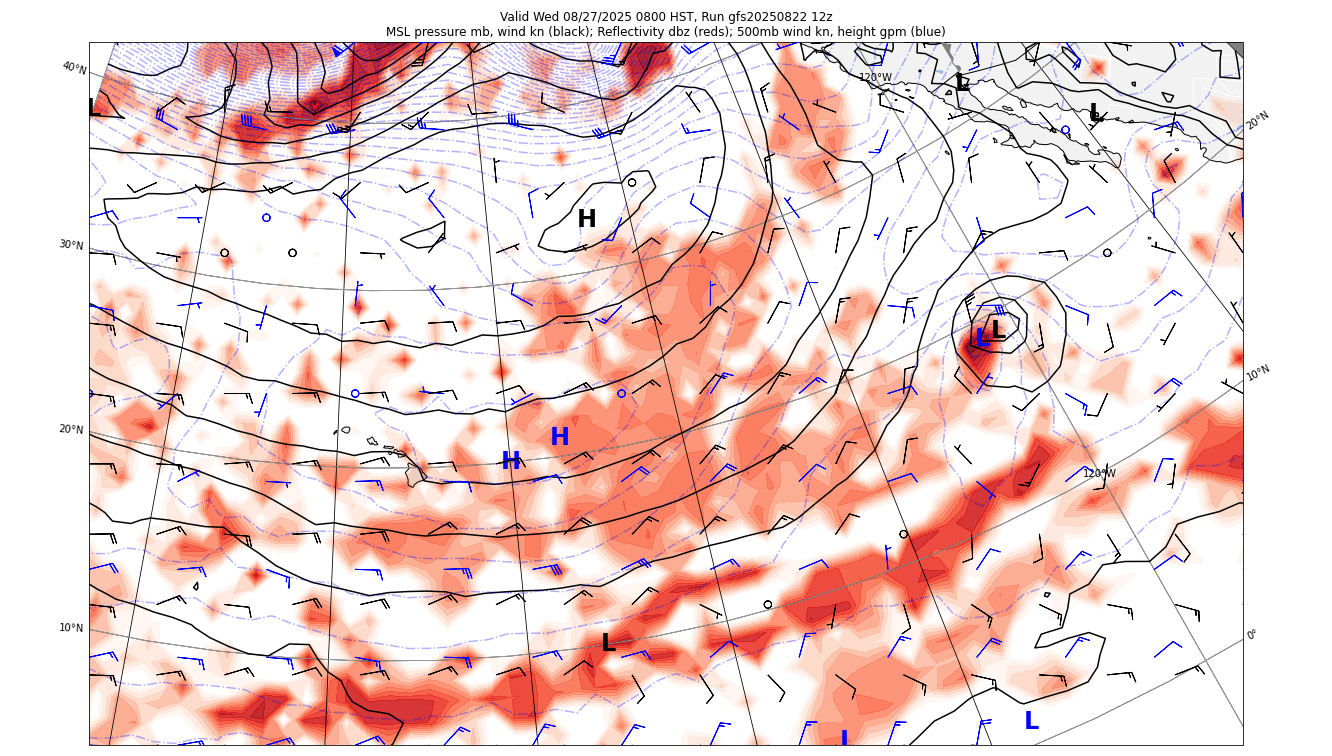 Valid Wed 08/27/2025 0800 HST, Run gfs20250822 12z
MSL pressure mb, wind kn (black); Reflectivity dbz (reds); 500mb wind kn, height gpm (blue)
40°N
120°W
L
L
L
20°N
30°N
H
L
L
10°N
20°N
H
H
120°W
10°N
L
0°
L
L